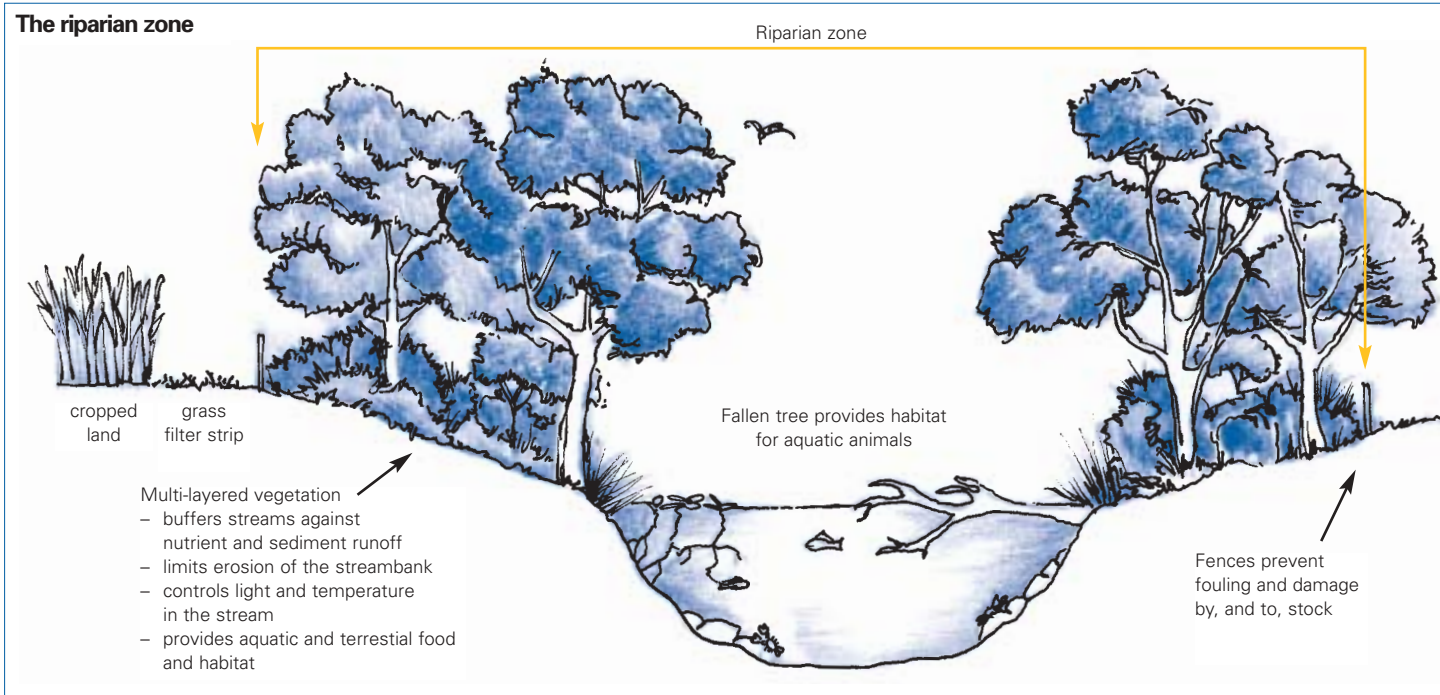 The riparian zone
Riparian zone
cropped
land
grass
filter strip
Fallen tree provides habitat
for aquatic animals
Multi-layered vegetation
– buffers streams against
nutrient and sediment runoff
– limits erosion of the streambank
– controls light and temperature
in the stream
– provides aquatic and terrestial food
and habitat
Fences prevent
fouling and damage
by, and to, stock